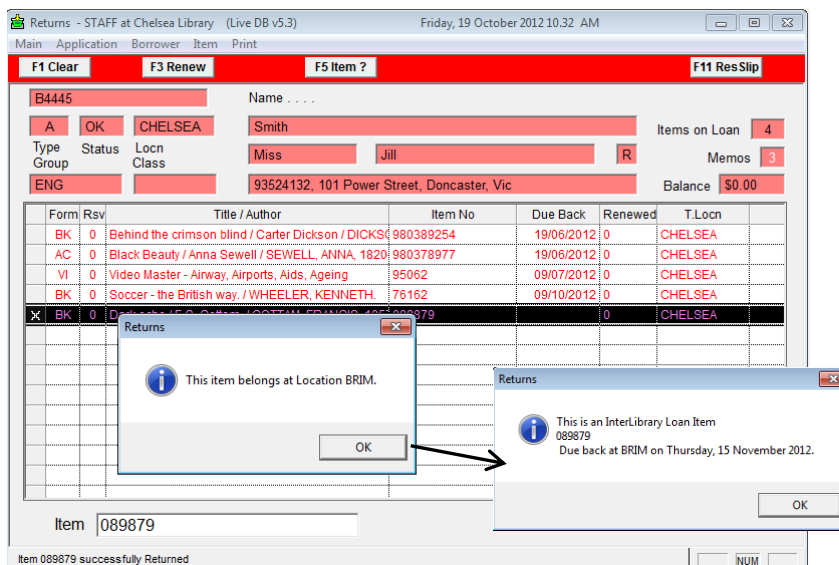 Returns - STAFF at Chelsea Library (Live DB v5.3) Friday, 19 October 2012 10.32 AM
Main Application Borrower Item Print
F1 Clear F3 Renew F5 Item ? F11 Res Slip
B4445 Name . . . .
A OK CHELSEA Smith Items on Loan 4
Type Status Locn
Group Class
Miss Jill R Memos 3
ENG 93524132, 101 Power Street, Doncaster, Vic Balance $0.00
Form Rsv Title / Author Item No Due Back Renewed T.Locn
BK 0 Behind the crimson blind / Carter Dickson / DICKSO 980389254 19/06/2012 0 CHELSEA
AC 0 Black Beauty / Anna Sewell / SEWELL, ANNA, 1820 980378977 19/06/2012 0 CHELSEA
VI 0 Video Master - Airway, Airports, Aids, Ageing 95062 09/07/2012 0 CHELSEA
BK 0 Soccer - the British way. / WHEELER, KENNETH. 76162 09/10/2012 0 CHELSEA
X BK 0 0 CHELSEA
Returns
This item belongs at Location BRIM.
OK
Returns
This is an InterLibrary Loan Item
089879
Due back at BRIM on Thursday, 15 November 2012.
OK
Item 089879
Item 089879 successfully Returned NUM